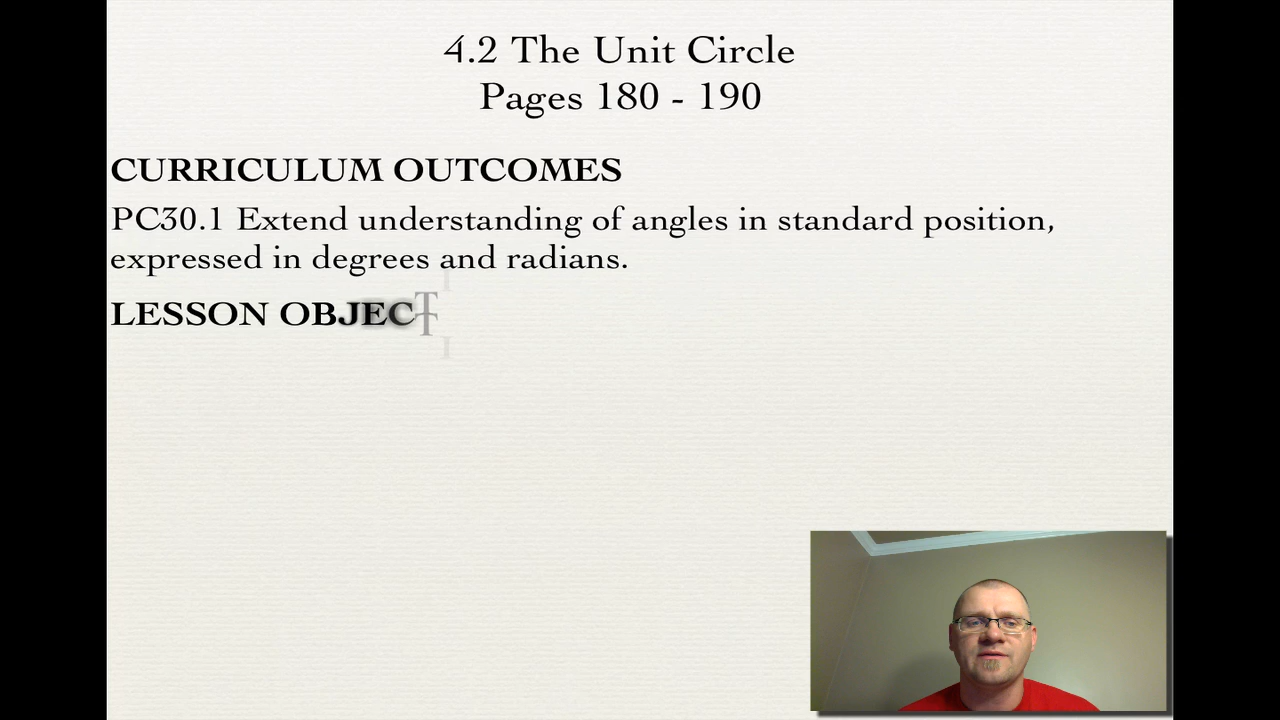 4.2 The Unit Circle
Pages 180 - 190
CURRICULUM OUTCOMES
PC30.1 Extend understanding of angles in standard position,
expressed in degrees and radians.
LESSON OBJECT